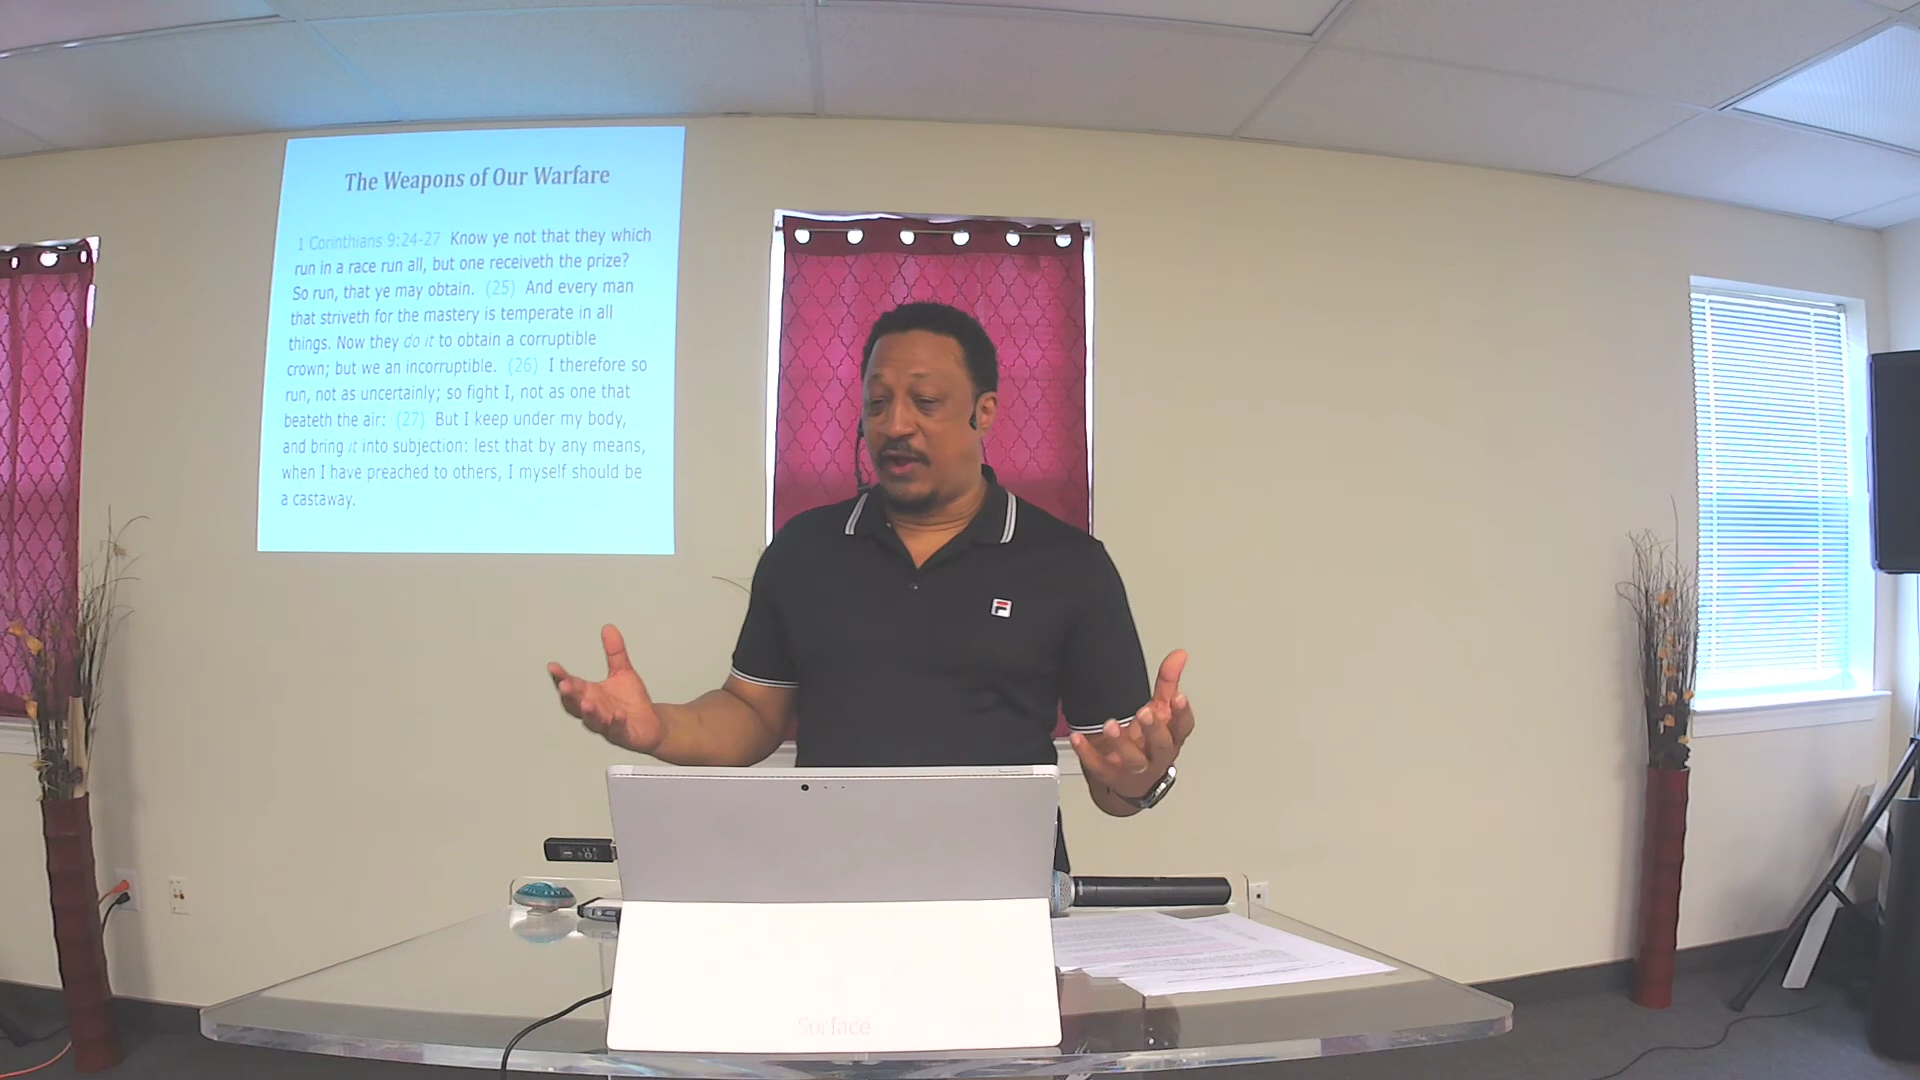 The Weapons of Our Warfare
1 Corinthians 9:24-27 Know ye not that they which
run in a race run all, but one receiveth the prize?
So run, that ye may obtain. (25) And every man
that striveth for the mastery is temperate in all
things. Now they do it to obtain a corruptible
crown; but we an incorruptible. (26) I therefore so
run, not as uncertainly; so fight I, not as one that
beateth the air: (27) But I keep under my body,
and bring it into subjection: lest that by any means,
when I have preached to others, I myself should be
a castaway.
Surface